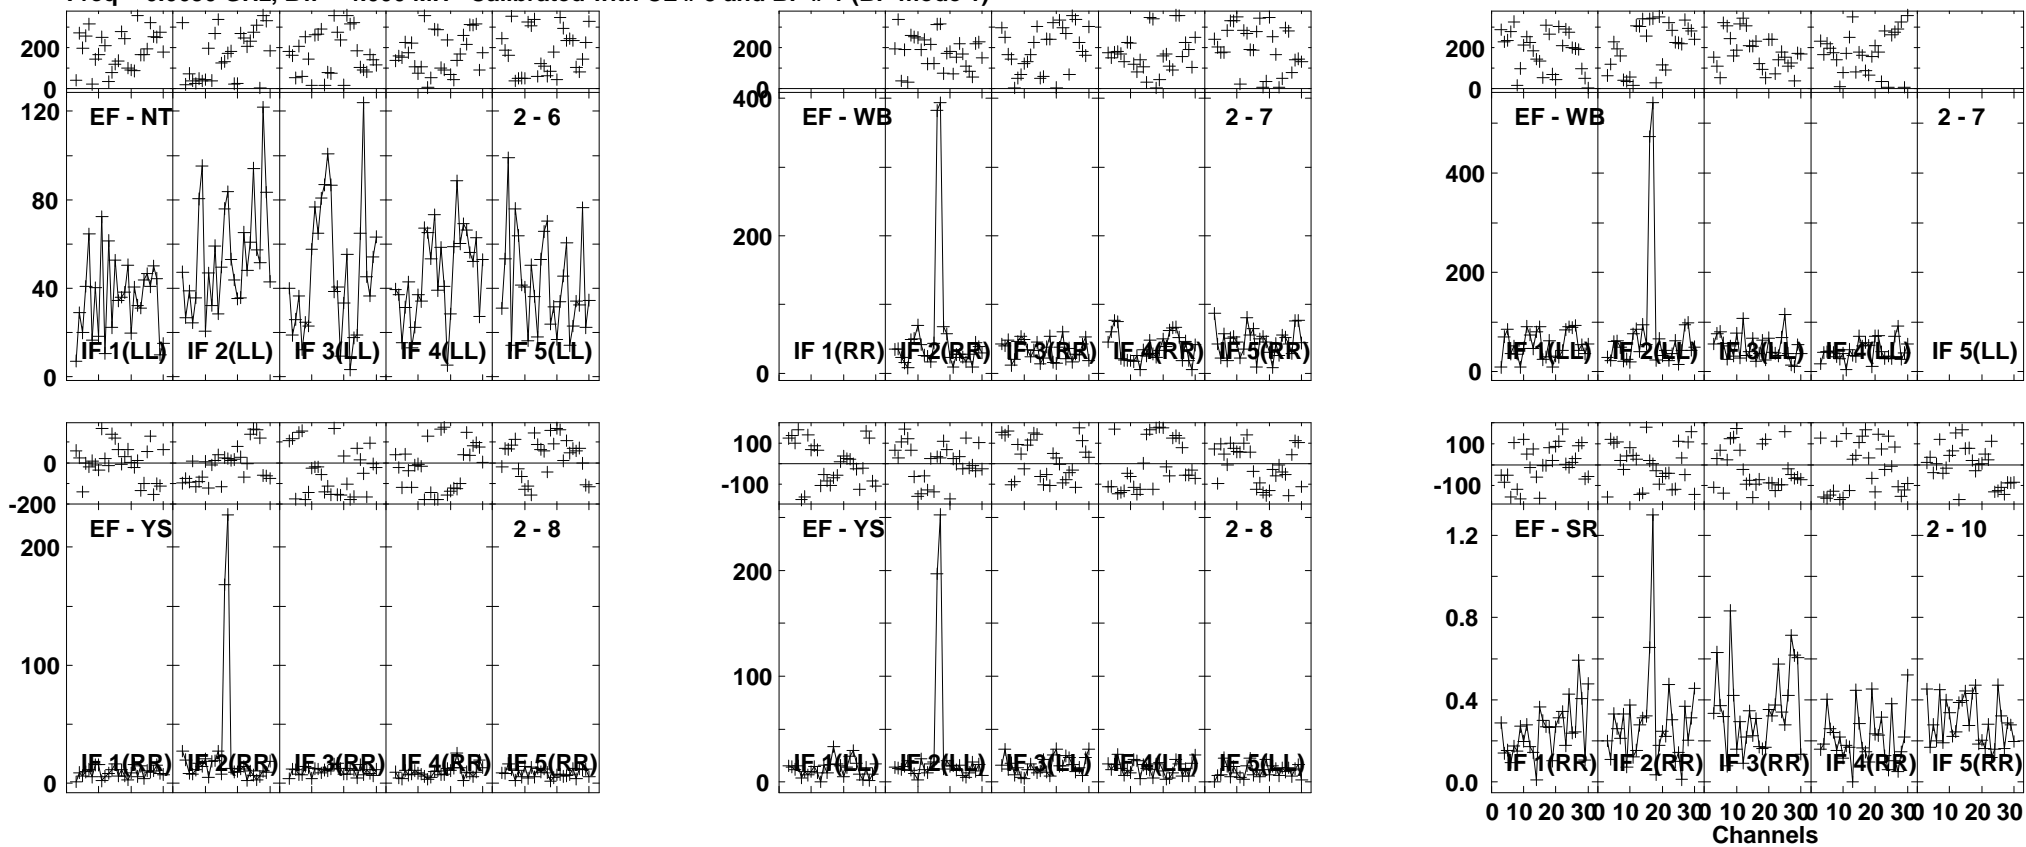 200
0
120
80
40
0
EF - NT
2 - 6
IF 1(LL)
IF 2(LL)
IF 3(LL)
IF 4(LL)
IF 5(LL)
200
0
400
200
0
EF - WB
2 - 7
IF 1(RR)
IF 2(RR)
IF 3(RR)
IF 4(RR)
IF 5(RR)
200
0
400
200
0
EF - WB
2 - 7
IF 1(LL)
IF 2(LL)
IF 3(LL)
IF 4(LL)
IF 5(LL)
0
-200
200
100
0
EF - YS
2 - 8
IF 1(RR)
IF 2(RR)
IF 3(RR)
IF 4(RR)
IF 5(RR)
100
-100
200
100
0
EF - YS
2 - 8
IF 1(LL)
IF 2(LL)
IF 3(LL)
IF 4(LL)
IF 5(LL)
100
-100
1.2
0.8
0.4
0.0
EF - SR
2 - 10
IF 1(RR)
IF 2(RR)
IF 3(RR)
IF 4(RR)
IF 5(RR)
0 10 20 30 0 10 20 30 0 10 20 30 0 10 20 30 0 10 20 30
Channels